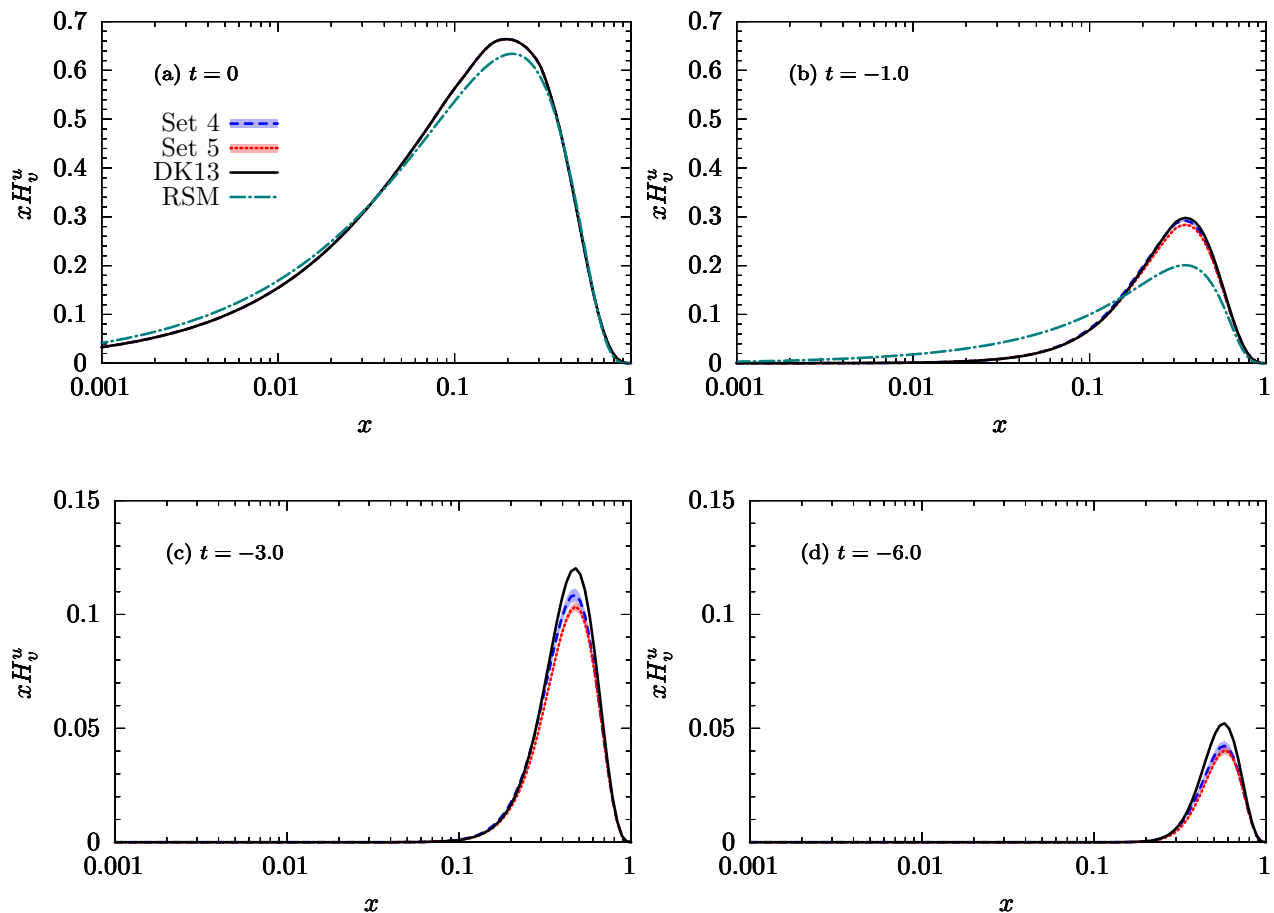 0.7
0.6
0.5
0.4
0.3
0.2
0.1
0
xH_v^u
(a) t = 0
Set 4
Set 5
DK13
RSM
0.001 0.01 0.1 1
x
0.7
0.6
0.5
0.4
0.3
0.2
0.1
0
xH_v^u
(b) t = −1.0
0.001 0.01 0.1 1
x
0.15
0.1
0.05
0
xH_v^u
(c) t = −3.0
0.001 0.01 0.1 1
x
0.15
0.1
0.05
0
xH_v^u
(d) t = −6.0
0.001 0.01 0.1 1
x